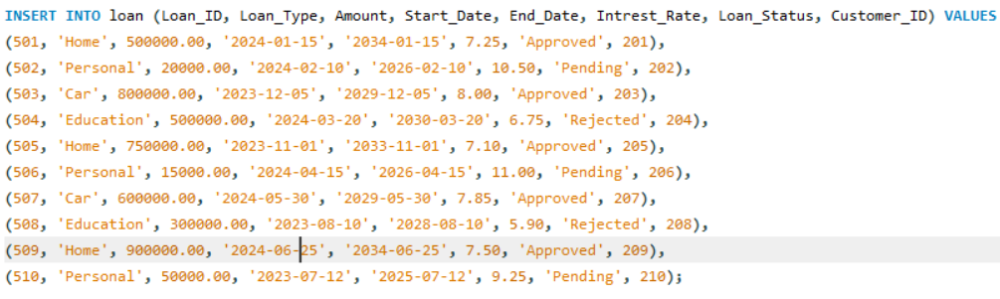 INSERT INTO loan (Loan_ID, Loan_Type, Amount, Start_Date, End_Date, Intrest_Rate, Loan_Status, Customer_ID) VALUES
(501, 'Home', 500000.00, '2024-01-15', '2034-01-15', 7.25, 'Approved', 201),
(502, 'Personal', 20000.00, '2024-02-10', '2026-02-10', 10.50, 'Pending', 202),
(503, 'Car', 800000.00, '2023-12-05', '2029-12-05', 8.00, 'Approved', 203),
(504, 'Education', 500000.00, '2024-03-20', '2030-03-20', 6.75, 'Rejected', 204),
(505, 'Home', 750000.00, '2023-11-01', '2033-11-01', 7.10, 'Approved', 205),
(506, 'Personal', 15000.00, '2024-04-15', '2026-04-15', 11.00, 'Pending', 206),
(507, 'Car', 600000.00, '2024-05-30', '2029-05-30', 7.85, 'Approved', 207),
(508, 'Education', 300000.00, '2023-08-10', '2028-08-10', 5.90, 'Rejected', 208),
(509, 'Home', 900000.00, '2024-06-25', '2034-06-25', 7.50, 'Approved', 209),
(510, 'Personal', 50000.00, '2023-07-12', '2025-07-12', 9.25, 'Pending', 210);